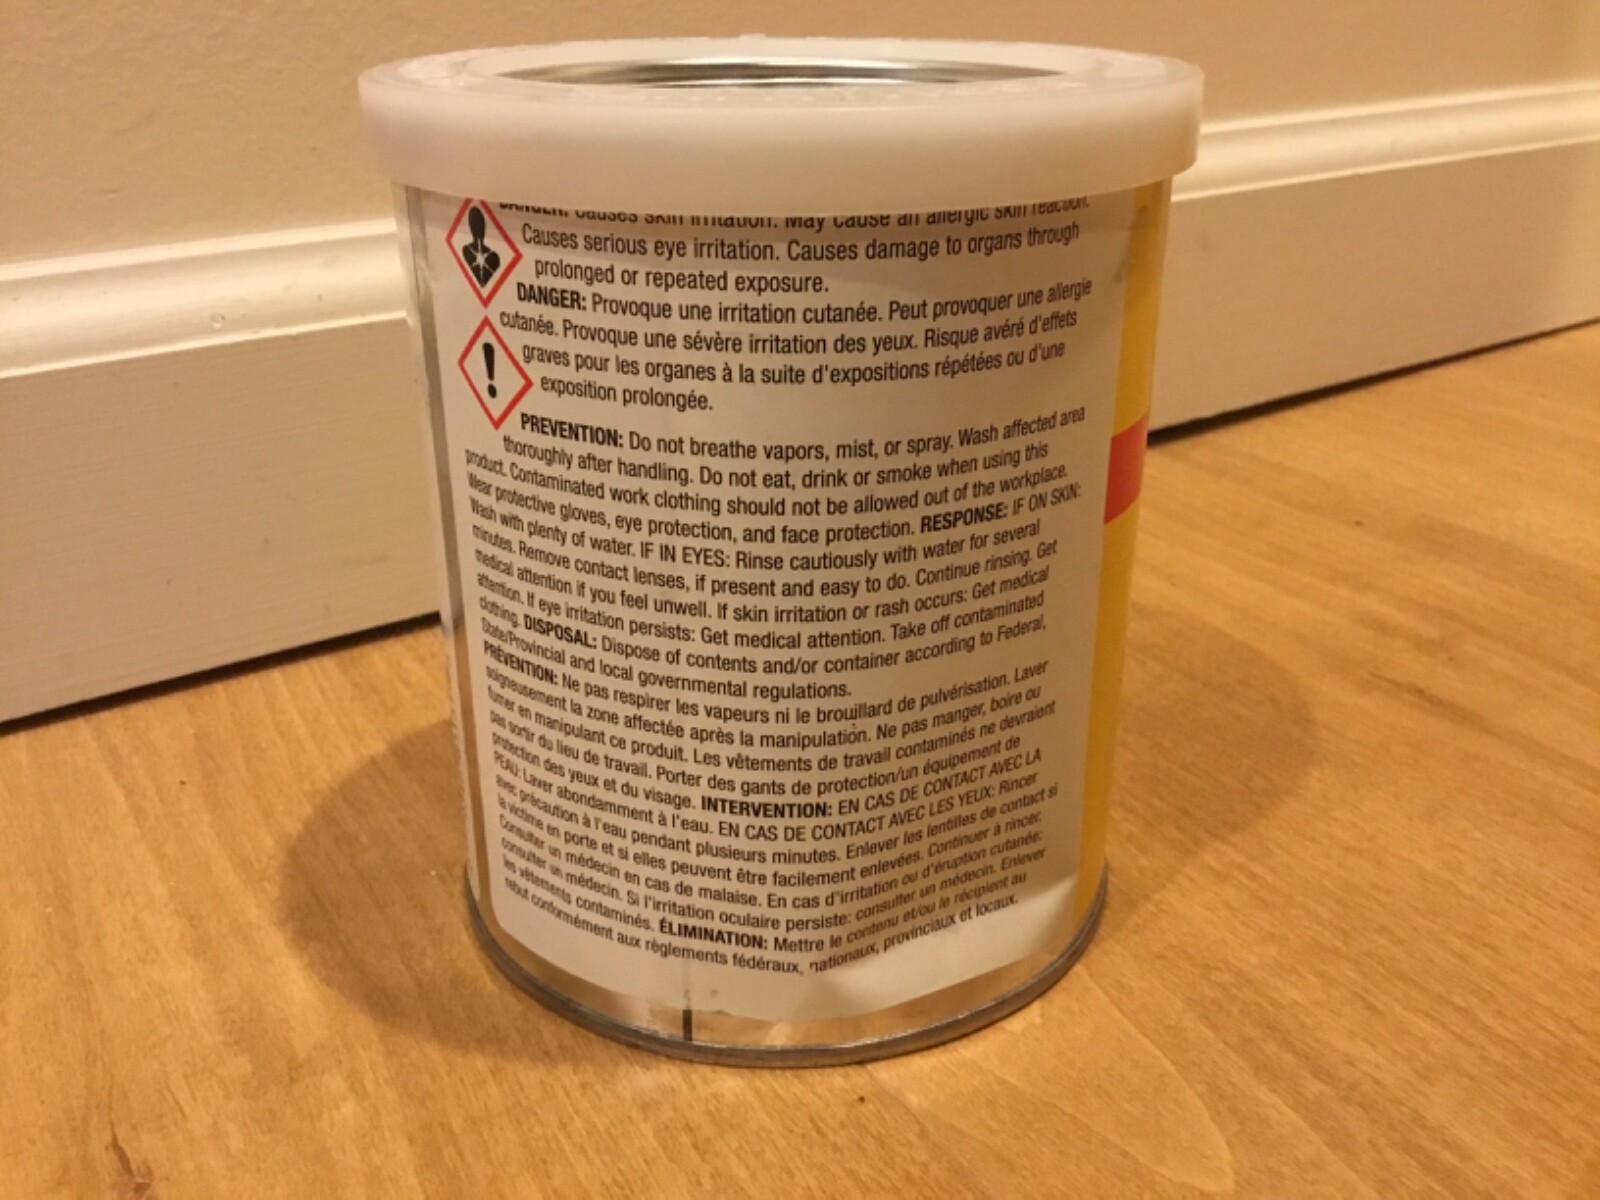 DANGER: Causes skin irritation. May cause an allergic skin reaction.
Causes serious eye irritation. Causes damage to organs through
prolonged or repeated exposure.
DANGER: Provoque une irritation cutanée. Peut provoquer une allergie
cutanée. Provoque une sévère irritation des yeux. Risque avéré d'effets
graves pour les organes à la suite d'expositions répétées ou d'une
exposition prolongée.
PREVENTION: Do not breathe vapors, mist, or spray. Wash affected area
thoroughly after handling. Do not eat, drink or smoke when using this
product. Contaminated work clothing should not be allowed out of the workplace.
Wear protective gloves, eye protection, and face protection. RESPONSE: IF ON SKIN:
Wash with plenty of water. IF IN EYES: Rinse cautiously with water for several
minutes. Remove contact lenses, if present and easy to do. Continue rinsing. Get
medical attention if you feel unwell. If skin irritation or rash occurs: Get medical
attention. If eye irritation persists: Get medical attention. Take off contaminated
clothing. DISPOSAL: Dispose of contents and/or container according to Federal,
State/Provincial and local governmental regulations.
PRÉVENTION: Ne pas respirer les vapeurs ni le brouillard de pulvérisation. Laver
soigneusement la zone affectée après la manipulation. Ne pas manger, boire ou
fumer en manipulant ce produit. Les vêtements de travail contaminés ne devraient
pas sortir du lieu de travail. Porter des gants de protection/un équipement de
protection des yeux et du visage. INTERVENTION: EN CAS DE CONTACT AVEC LA
PEAU: Laver abondamment à l'eau. EN CAS DE CONTACT AVEC LES YEUX: Rincer
avec précaution à l'eau pendant plusieurs minutes. Enlever les lentilles de contact si
la victime en porte et si elles peuvent être facilement enlevées. Continuer à rincer.
Consulter un médecin en cas de malaise. En cas d'irritation ou d'éruption cutanée:
consulter un médecin. Si l'irritation oculaire persiste: consulter un médecin. Enlever
les vêtements contaminés. ÉLIMINATION: Mettre le contenu et/ou le récipient au
rebut conformément aux règlements fédéraux, nationaux, provinciaux et locaux.